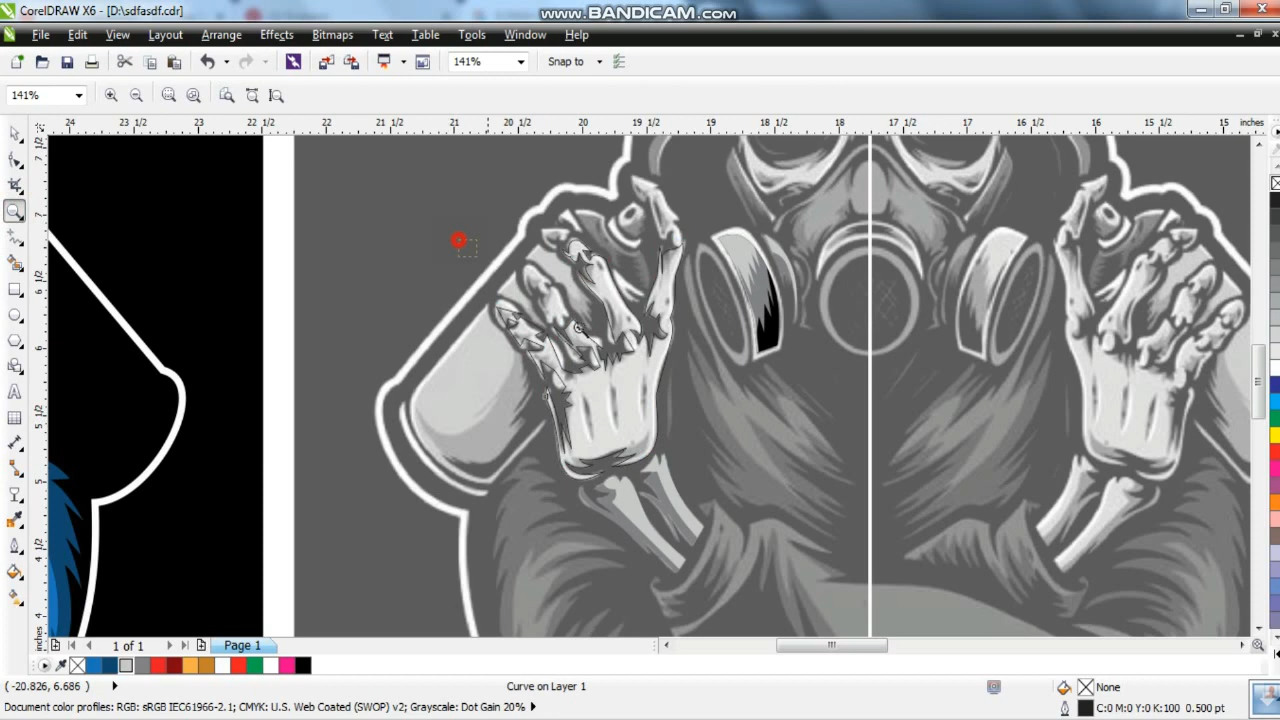 CorelDRAW X6 - [D:\sdfasdf.cdr]
www.BANDICAM.com
File Edit View Layout Arrange Effects Bitmaps Text Table Tools Window Help
141% Snap to
141%
24 23 1/2 23 22 1/2 22 21 1/2 21 20 1/2 20 19 1/2 19 18 1/2 18 17 1/2 17 16 1/2 16 15 1/2 15 inches
7 1/2
7
6 1/2
6
5 1/2
5
4 1/2
4
inches
1 of 1 Page 1
(-20.826, 6.686 ) Curve on Layer 1 None
Document color profiles: RGB: sRGB IEC61966-2.1; CMYK: U.S. Web Coated (SWOP) v2; Grayscale: Dot Gain 20% C:0 M:0 Y:0 K:100 0.500 pt